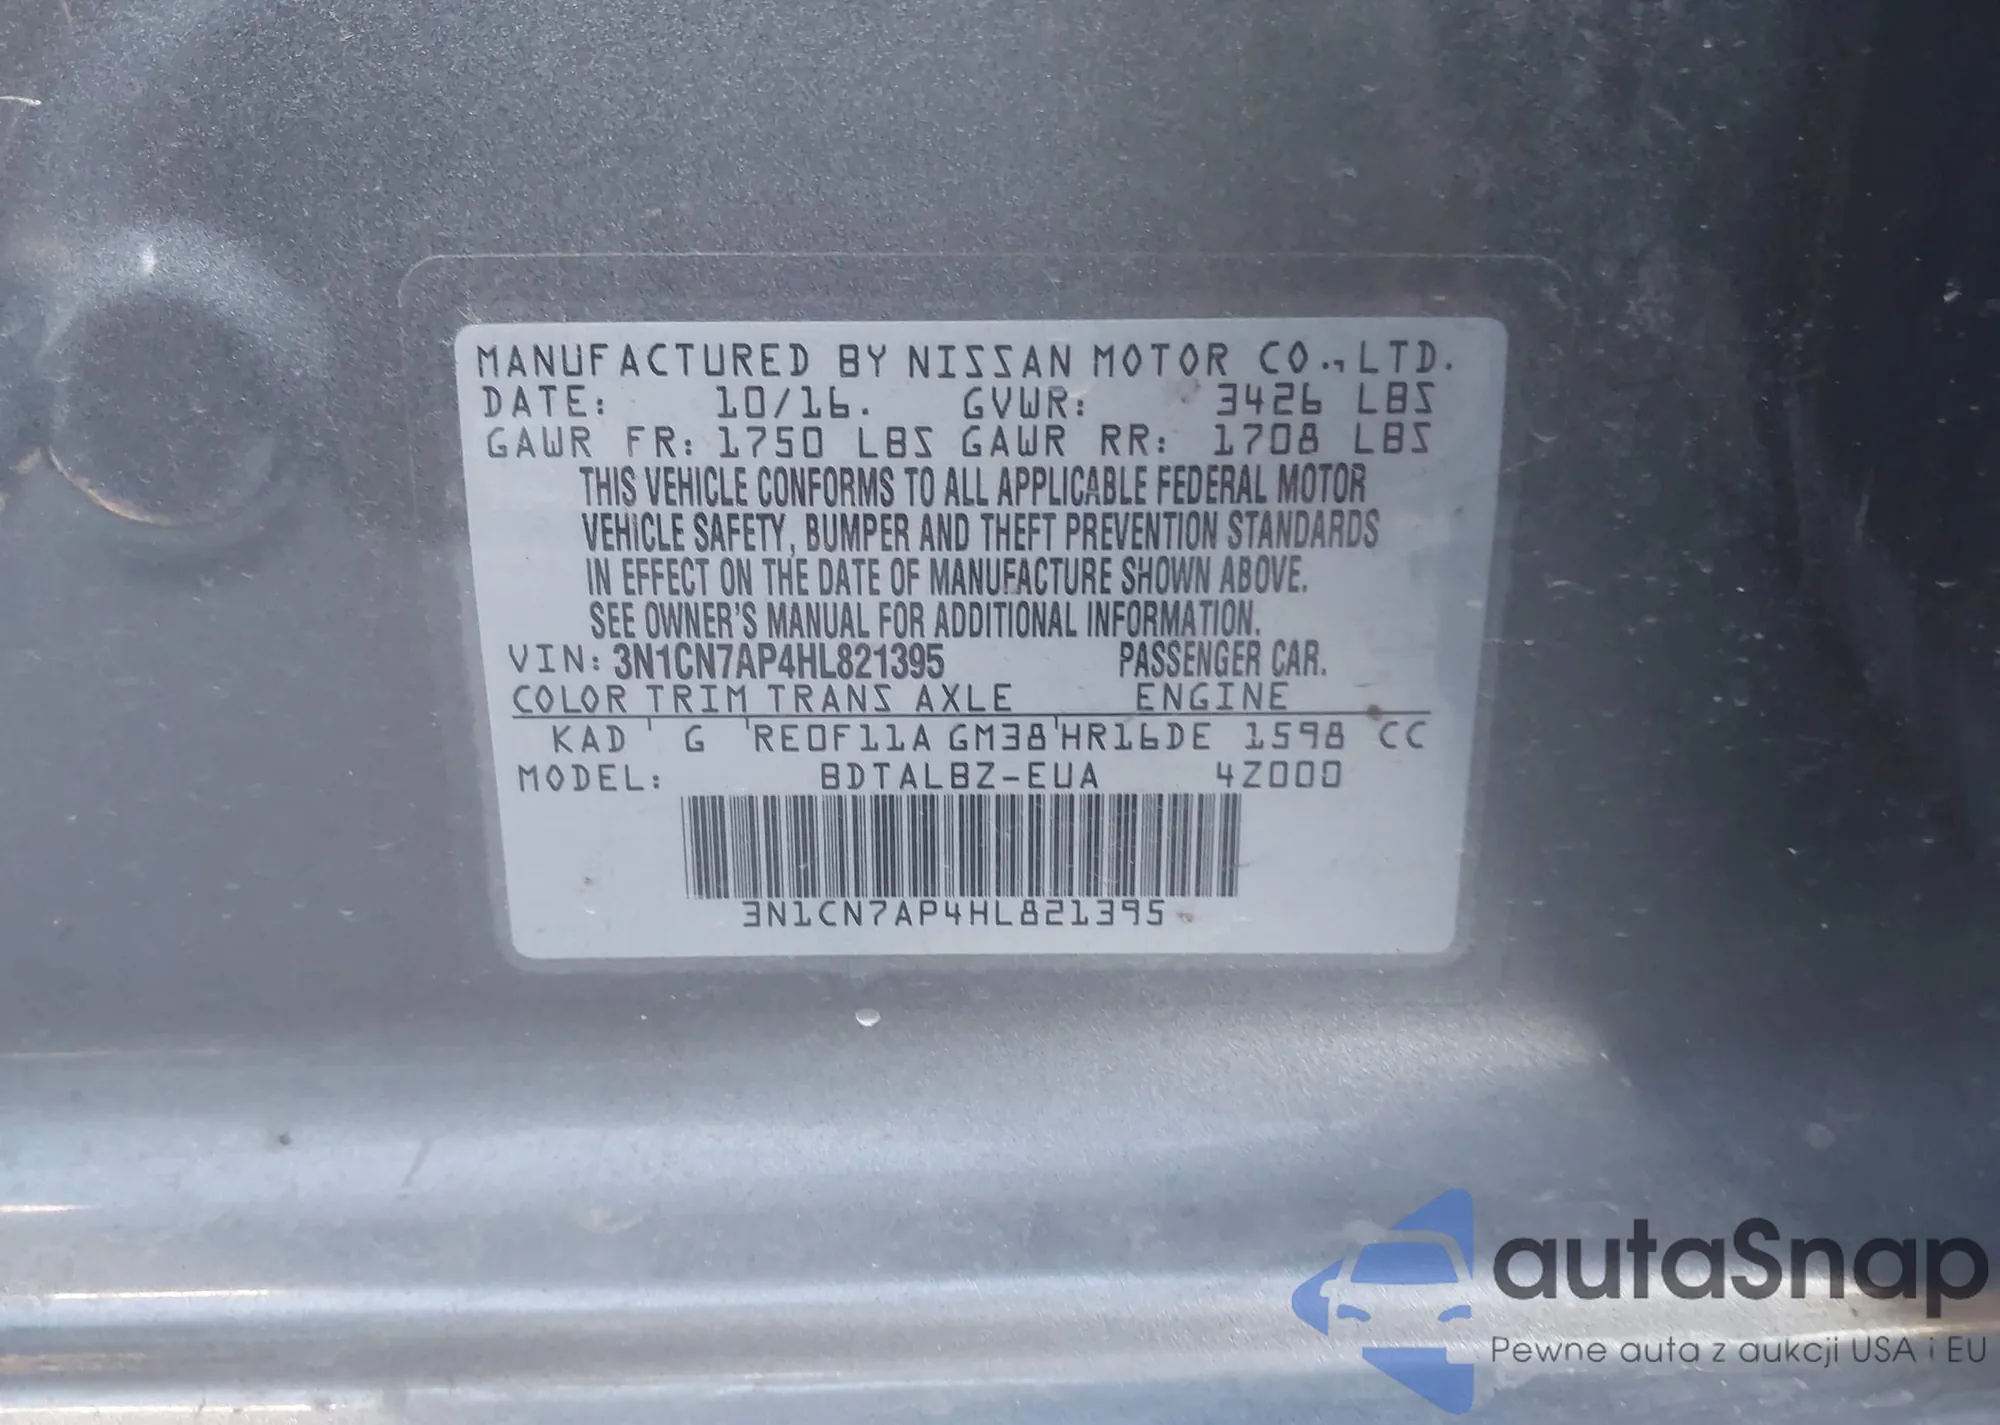 MANUFACTURED BY NISSAN MOTOR CO., LTD.
DATE: 10/16. GVWR: 3426 LBS
GAWR FR: 1750 LBS GAWR RR: 1708 LBS
THIS VEHICLE CONFORMS TO ALL APPLICABLE FEDERAL MOTOR
VEHICLE SAFETY, BUMPER AND THEFT PREVENTION STANDARDS
IN EFFECT ON THE DATE OF MANUFACTURE SHOWN ABOVE.
SEE OWNER'S MANUAL FOR ADDITIONAL INFORMATION.
VIN: 3N1CN7AP4HL821395 PASSENGER CAR.
COLOR TRIM TRANS AXLE ENGINE
KAD G RE0F11A GM38 HR16DE 1598 CC
MODEL: BDTALBZ-EUA 4Z000
3N1CN7AP4HL821395
autaSnap
Pewne auta z aukcji USA i EU